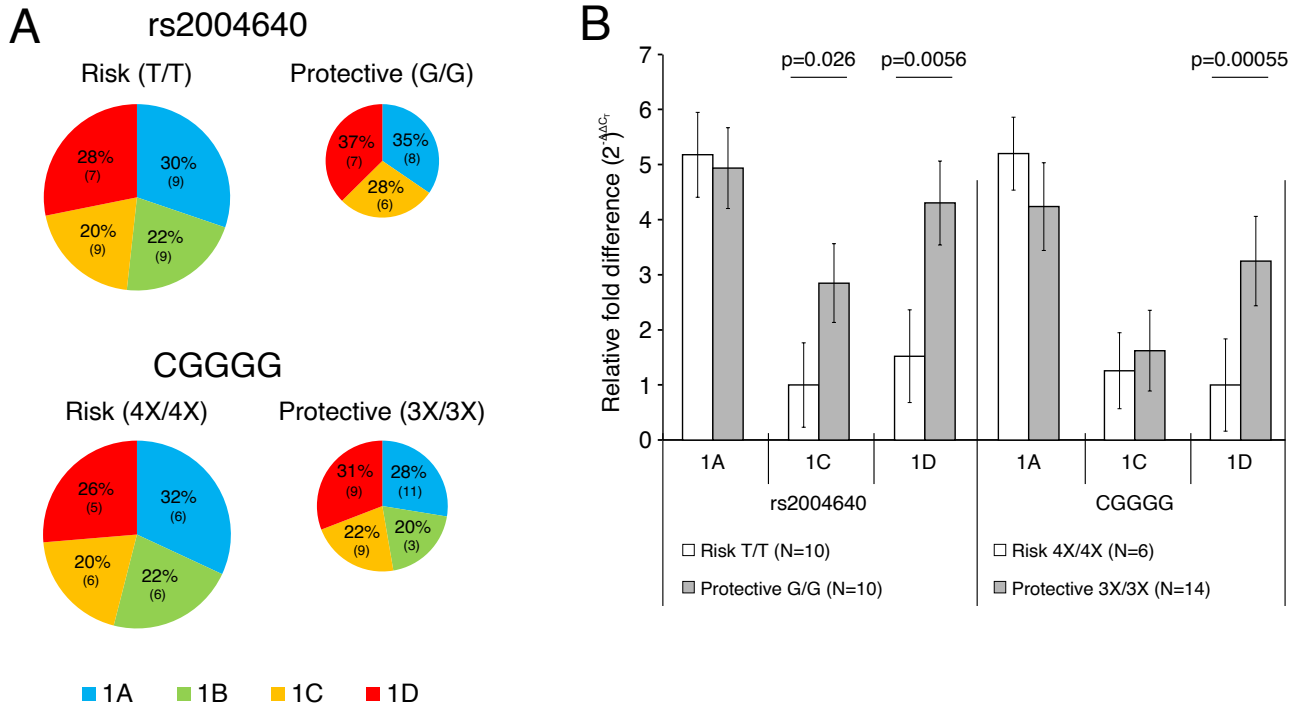 A
rs2004640
Risk (T/T)
Protective (G/G)
28%
(7)
30%
(9)
20%
(9)
22%
(9)
37%
(7)
35%
(8)
28%
(6)
CGGGG
Risk (4X/4X)
Protective (3X/3X)
26%
(5)
32%
(6)
20%
(6)
22%
(6)
31%
(9)
28%
(11)
22%
(9)
20%
(3)
1A 1B 1C 1D
B
Relative fold difference (2^-ΔΔC_T)
7
6
5
4
3
2
1
0
p=0.026
p=0.0056
p=0.00055
1A 1C 1D 1A 1C 1D
rs2004640 CGGGG
Risk T/T (N=10)
Protective G/G (N=10)
Risk 4X/4X (N=6)
Protective 3X/3X (N=14)